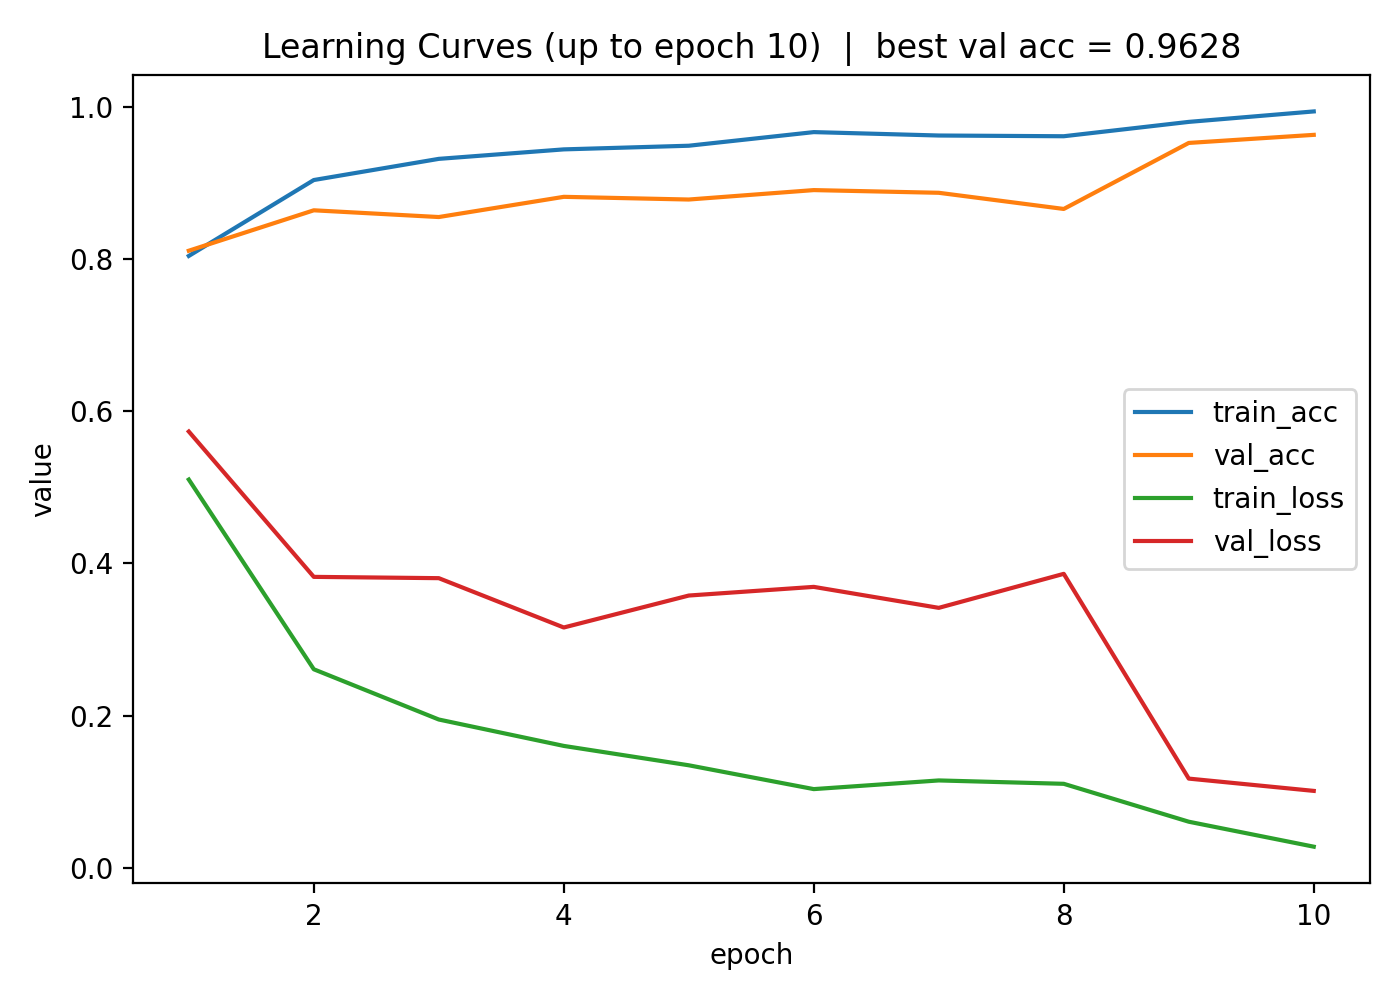 Learning Curves (up to epoch 10) | best val acc = 0.9628
1.0
0.8
0.6
0.4
0.2
0.0
value
train_acc
val_acc
train_loss
val_loss
2 4 6 8 10
epoch